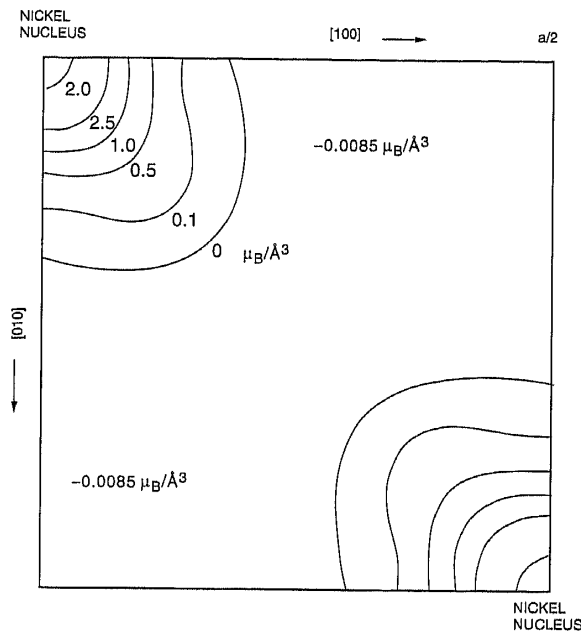 NICKEL
NUCLEUS
[100]
a/2
2.0
2.5
1.0
0.5
0.1
0 μB/Å3
−0.0085 μB/Å3
[010]
−0.0085 μB/Å3
NICKEL
NUCLEUS